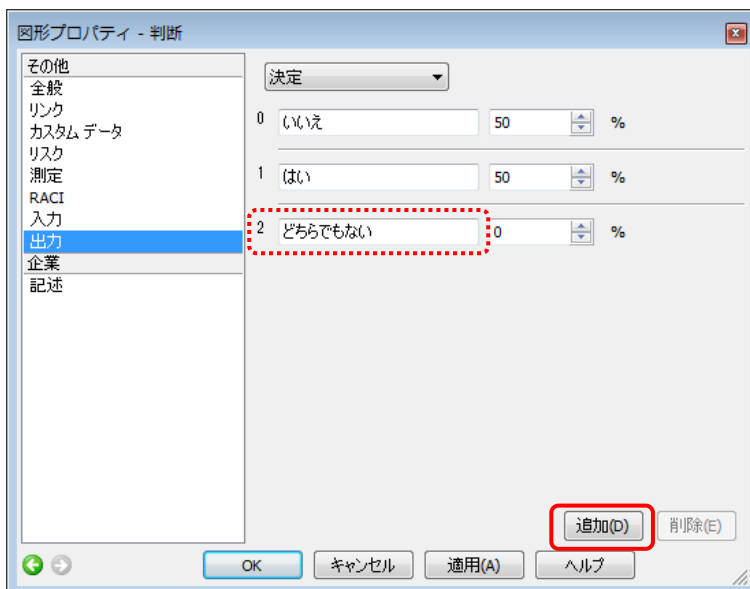 図形プロパティ - 判断
その他
全般
リンク
カスタム データ
リスク
測定
RACI
入力
出力
企業
記述
決定
0 いいえ 50 %
1 はい 50 %
2 どちらでもない 0 %
追加(D) 削除(E)
OK キャンセル 適用(A) ヘルプ